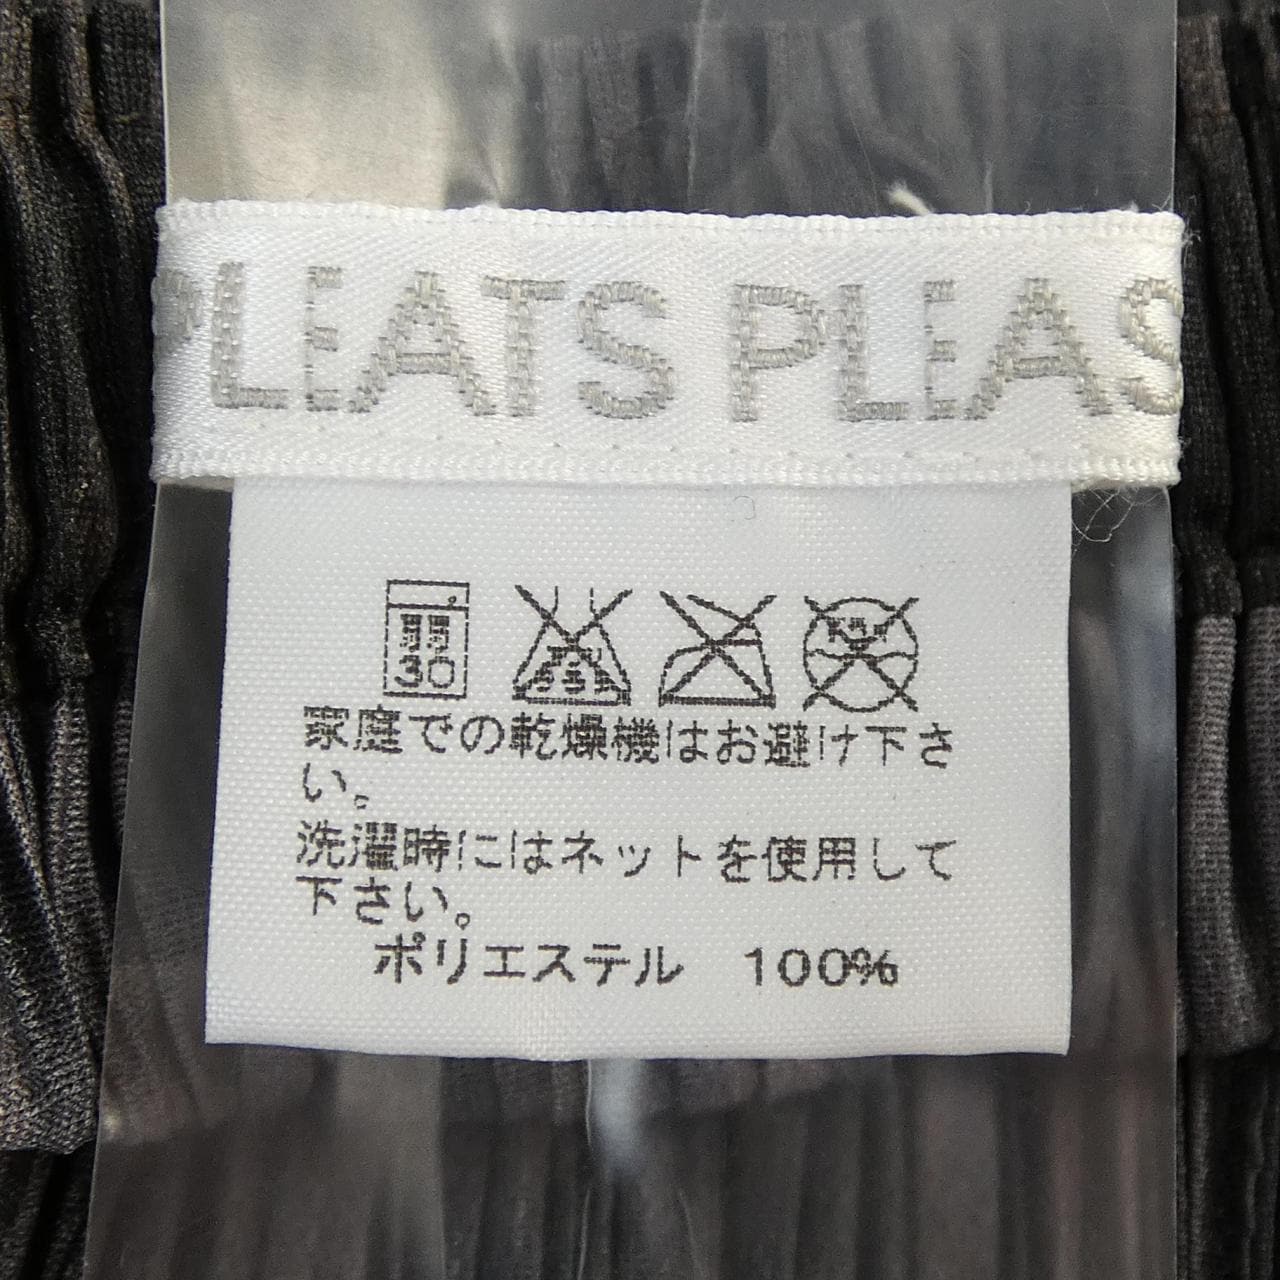 PLEATS PLEAS
弱
30
家庭での乾燥機はお避け下さ
い。
洗濯時にはネットを使用して
下さい。
ポリエステル 100%